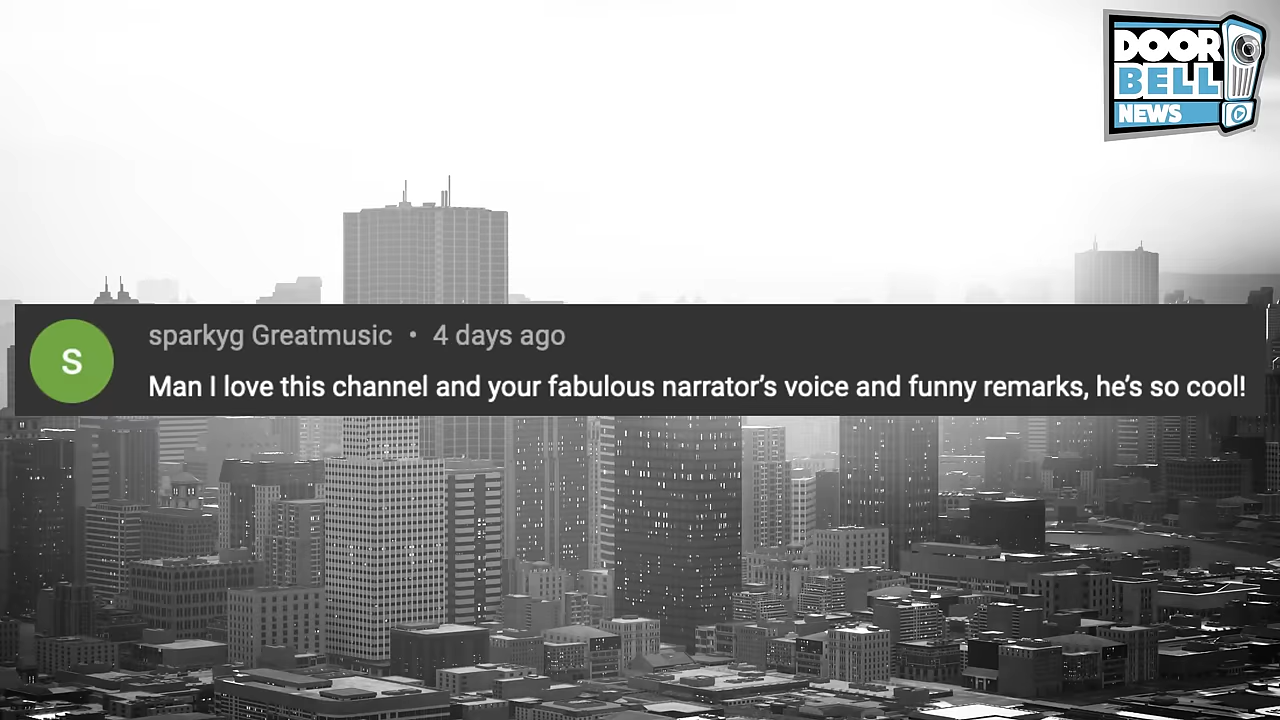 DOOR
BELL
NEWS
S
sparkyg Greatmusic • 4 days ago
Man I love this channel and your fabulous narrator’s voice and funny remarks, he’s so cool!